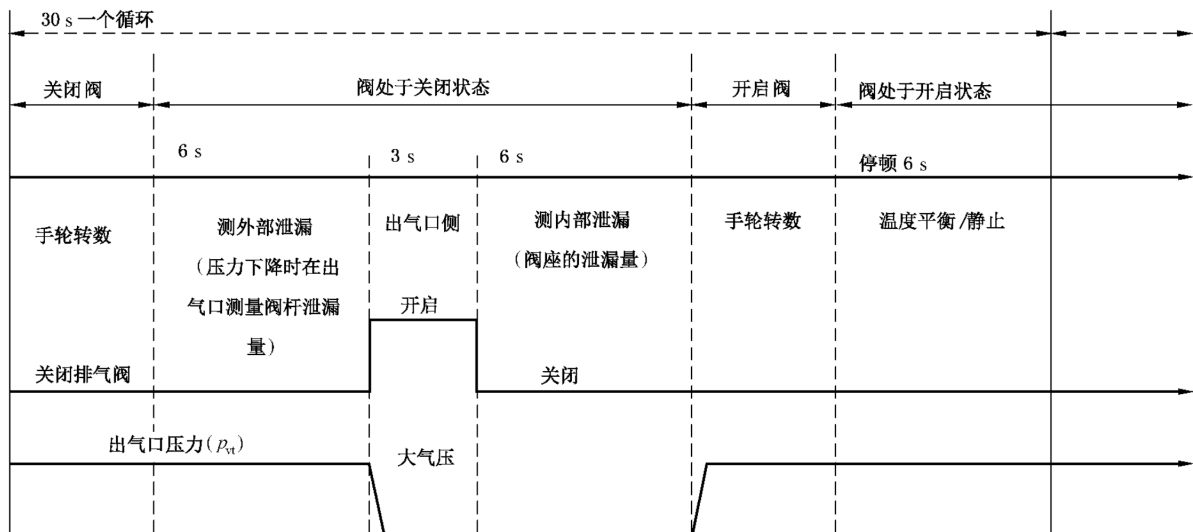 30 s一个循环
关闭阀
阀处于关闭状态
开启阀
阀处于开启状态
6 s
3 s
6 s
停顿 6 s
手轮转数
测外部泄漏
(压力下降时在出
气口测量阀杆泄漏
量)
出气口侧
开启
测内部泄漏
(阀座的泄漏量)
手轮转数
温度平衡/静止
关闭排气阀
关闭
出气口压力(pvt)
大气压